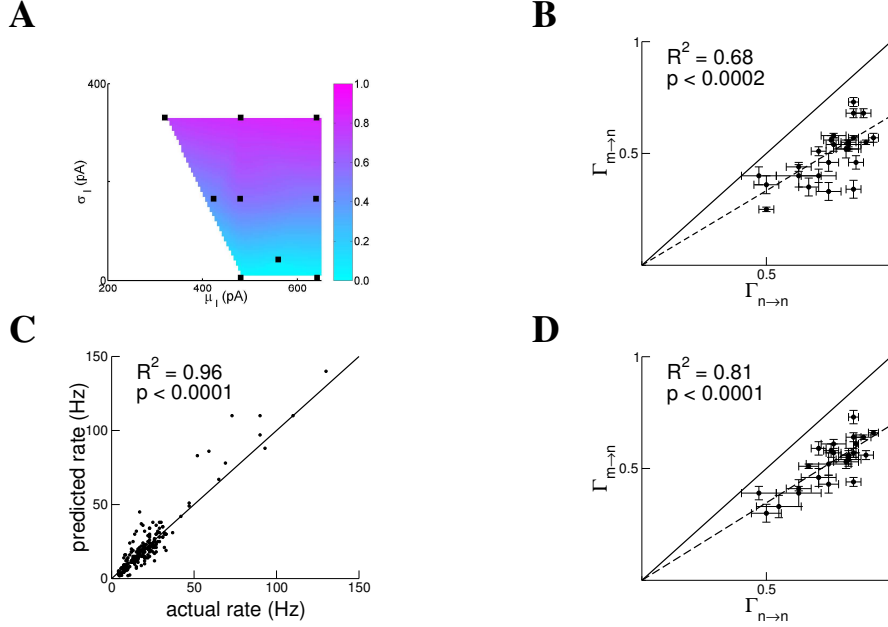 A
400
σ I (pA)
0
200
400
600
μ I (pA)
1.0
0.8
0.6
0.4
0.2
0.0
B
1
R² = 0.68
p < 0.0002
Γm→n
0.5
0.5
Γn→n
C
150
R² = 0.96
p < 0.0001
predicted rate (Hz)
100
50
0
0
50
100
150
actual rate (Hz)
D
1
R² = 0.81
p < 0.0001
Γm→n
0.5
0.5
Γn→n